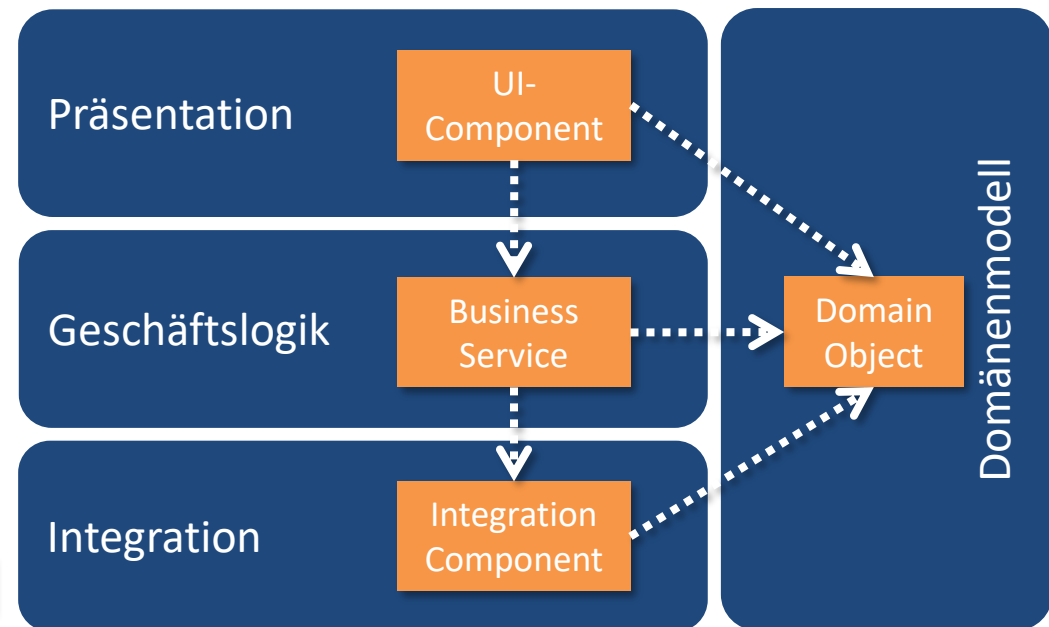 Präsentation
UI-
Component
Geschäftslogik
Business
Service
Domain
Object
Domänenmodell
Integration
Integration
Component